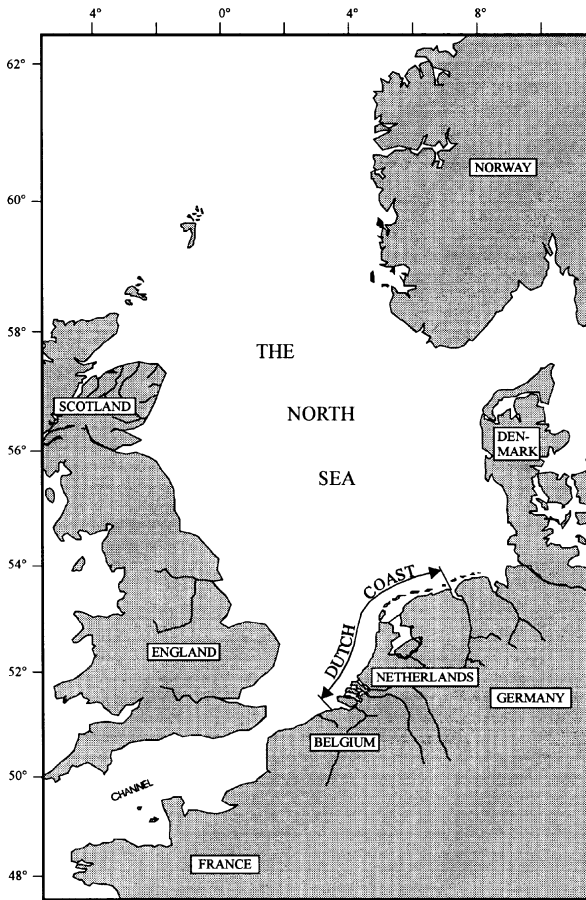 4° 0° 4° 8°
62°
NORWAY
60°
58°
THE
SCOTLAND
NORTH
DEN-
MARK
56°
SEA
54°
DUTCH COAST
ENGLAND
52°
NETHERLANDS
GERMANY
BELGIUM
50°
CHANNEL
FRANCE
48°